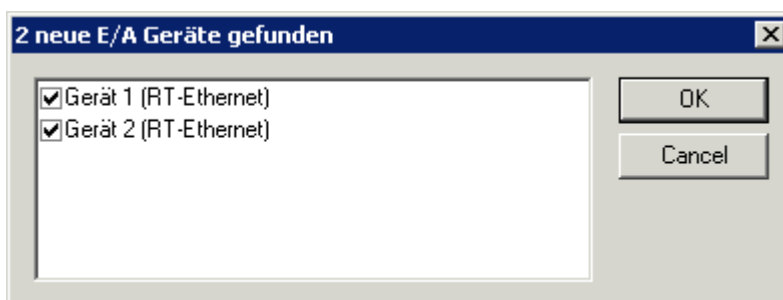 2 neue E/A Geräte gefunden
Gerät 1 (RT-Ethernet)
Gerät 2 (RT-Ethernet)
OK
Cancel